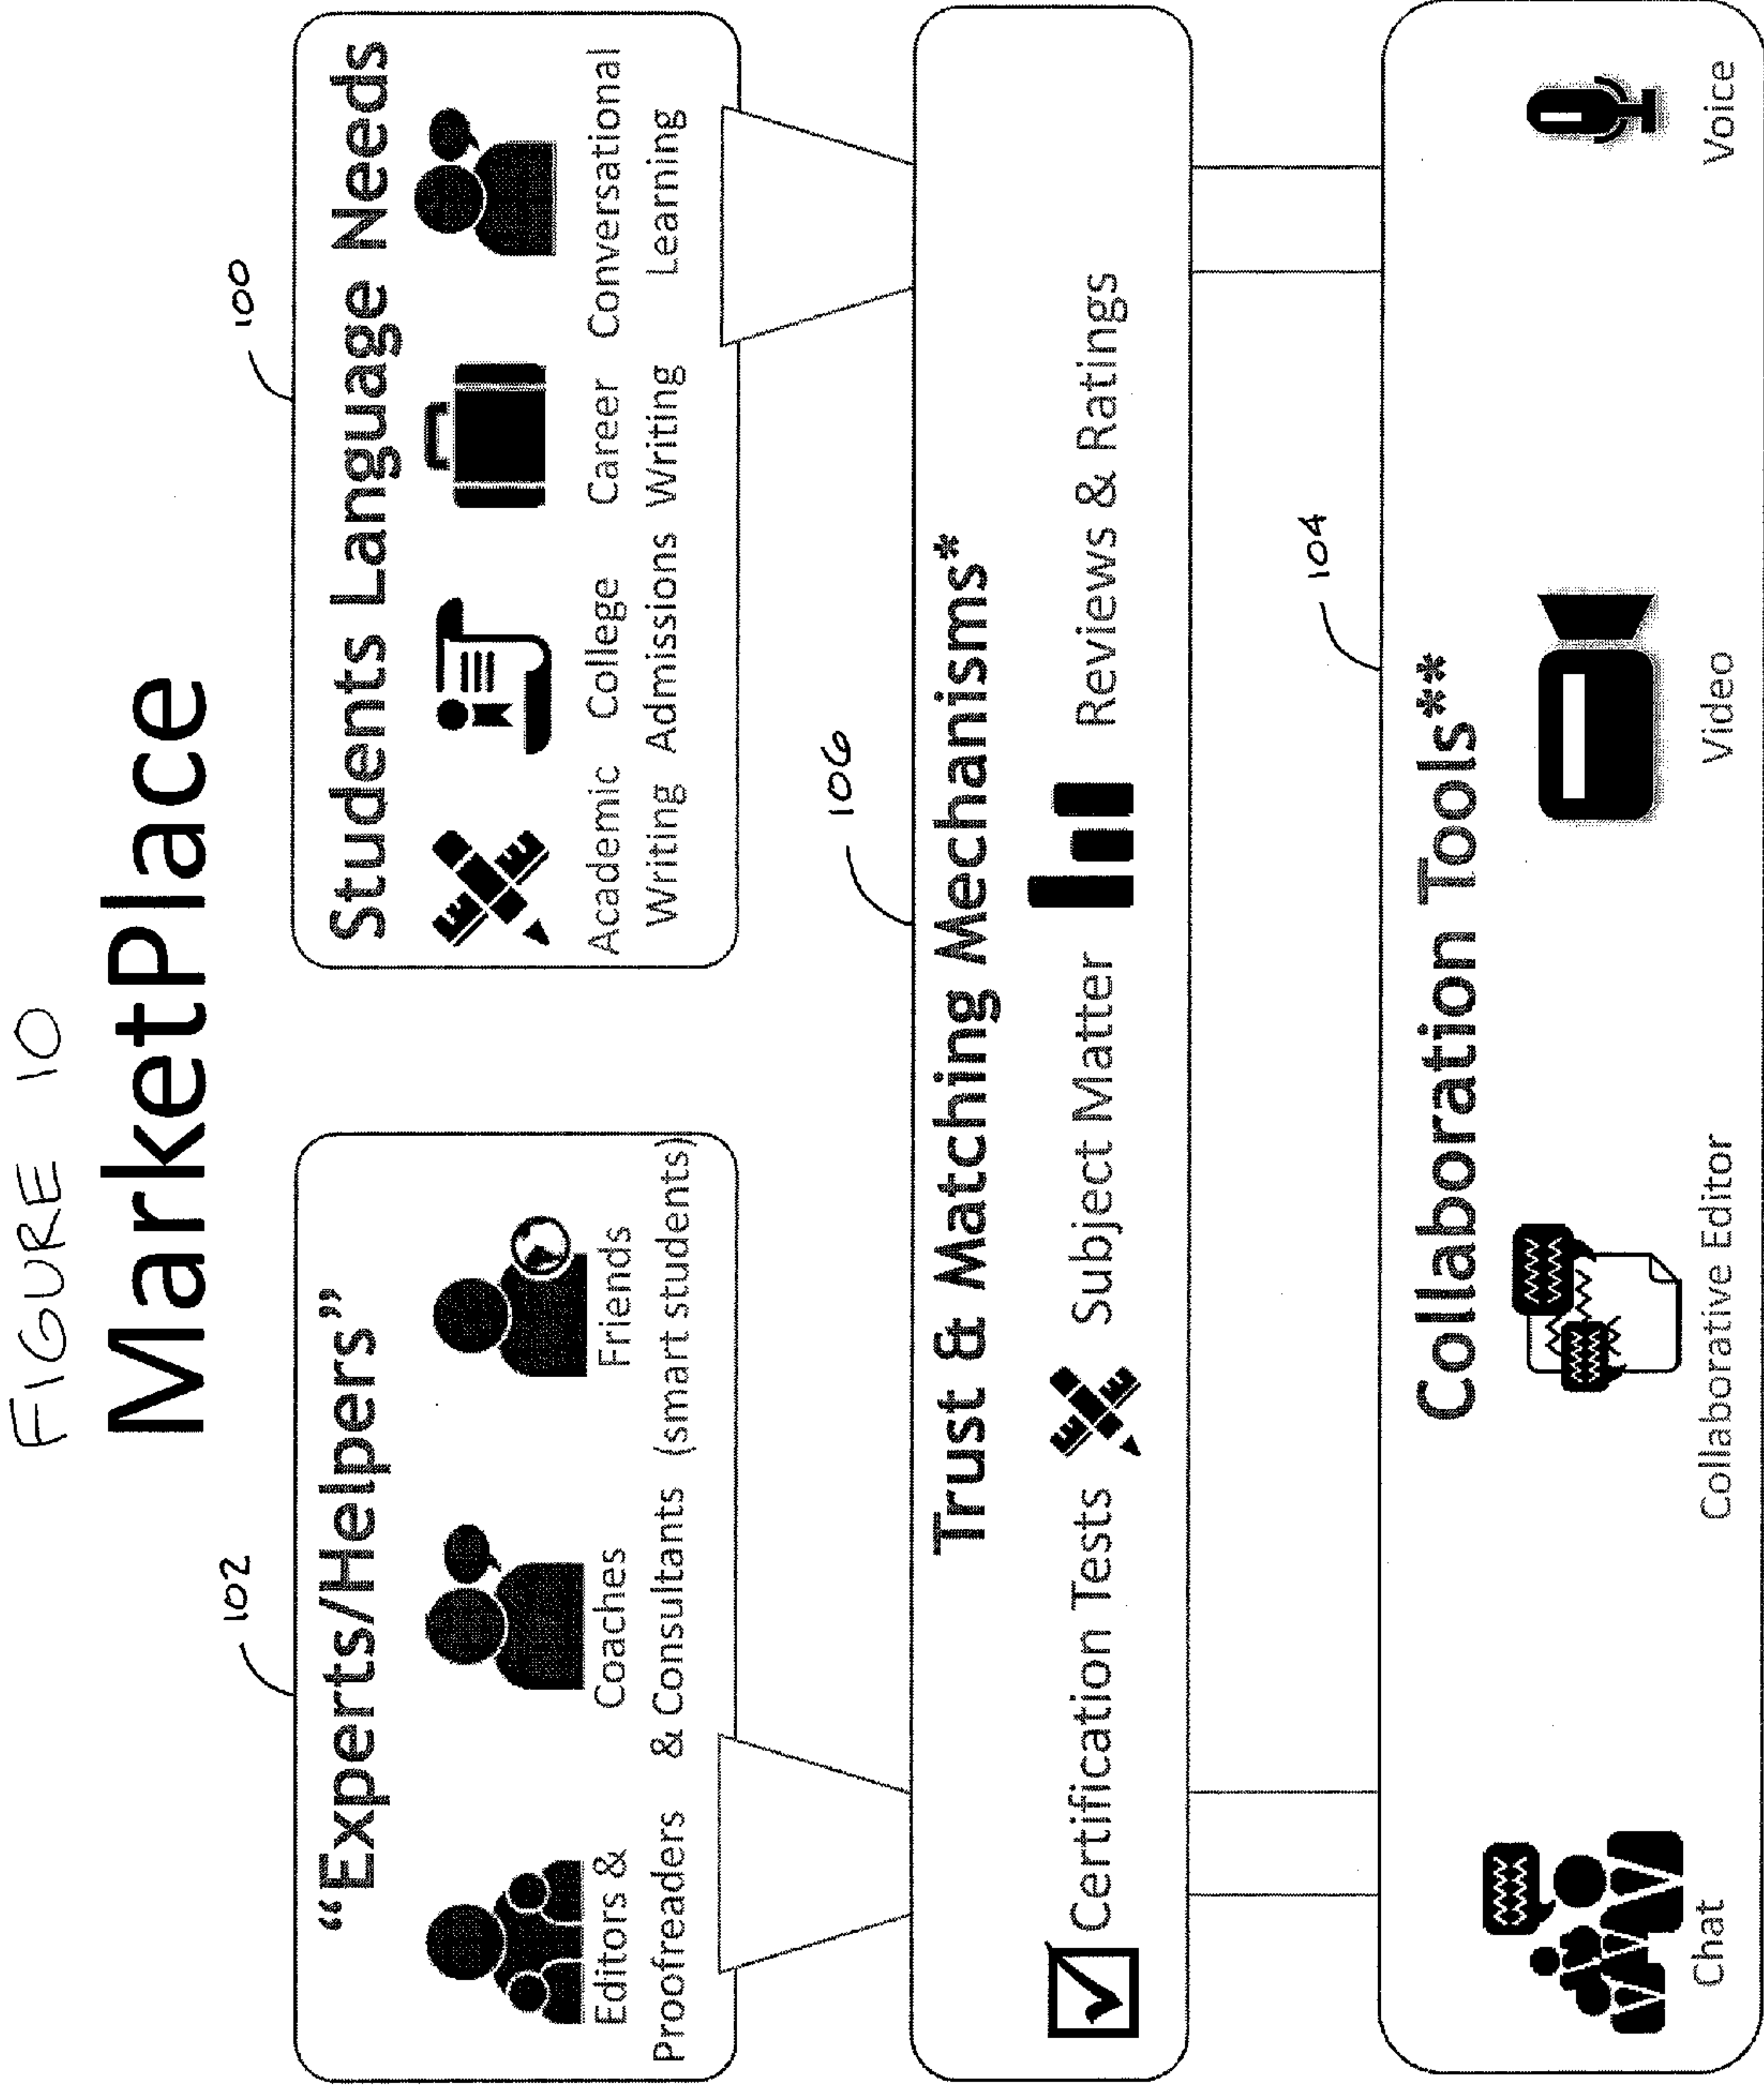 FIGURE 10
MarketPlace
102
“Experts/Helpers”
Editors &
Proofreaders
Coaches
& Consultants
Friends
(smart students)
100
Students Language Needs
Academic
Writing
College
Admissions
Career
Writing
Conversational
Learning
106
Trust & Matching Mechanisms*
Certification Tests
Subject Matter
Reviews & Ratings
104
Collaboration Tools**
Chat
Collaborative Editor
Video
Voice